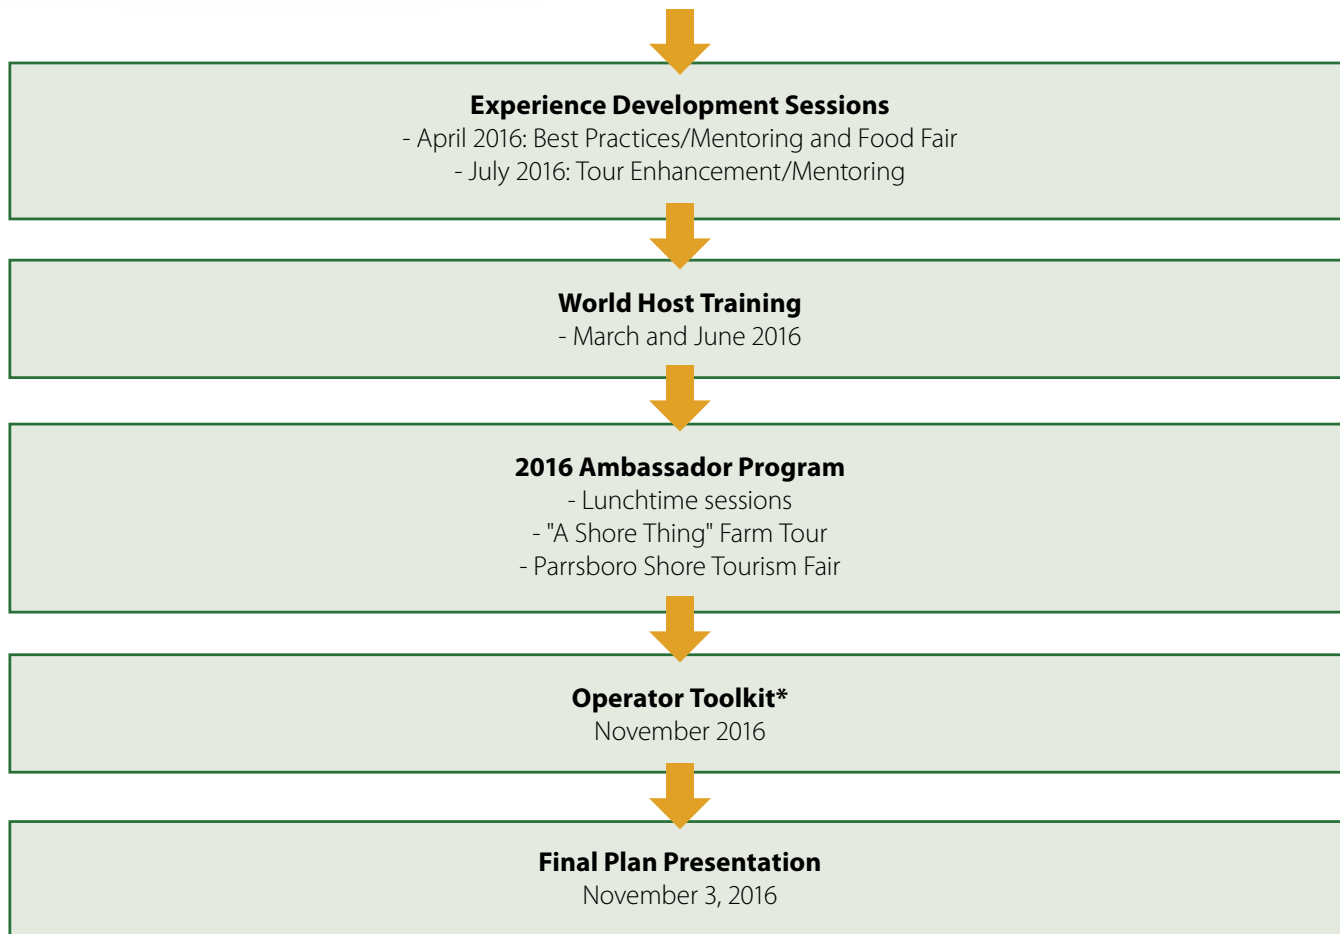 Experience Development Sessions
- April 2016: Best Practices/Mentoring and Food Fair
- July 2016: Tour Enhancement/Mentoring
World Host Training
- March and June 2016
2016 Ambassador Program
- Lunchtime sessions
- "A Shore Thing" Farm Tour
- Parrsboro Shore Tourism Fair
Operator Toolkit*
November 2016
Final Plan Presentation
November 3, 2016